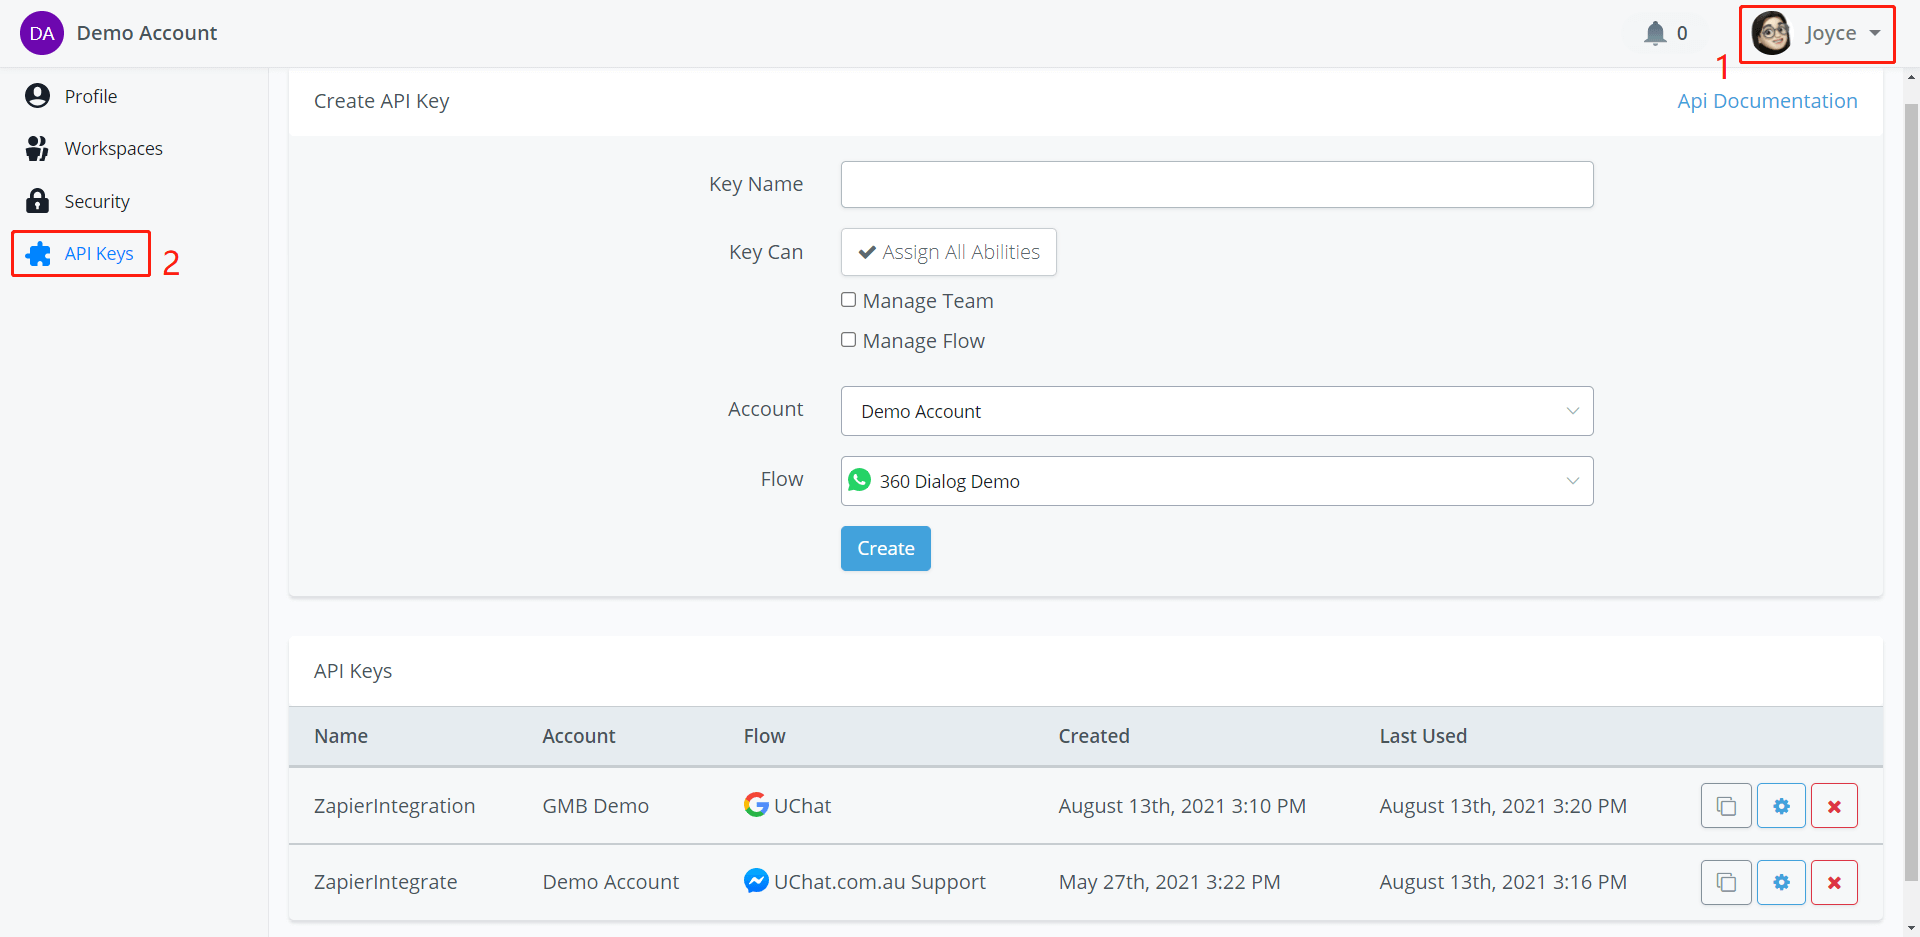 DA Demo Account
0
Joyce
1
Profile
Workspaces
Security
API Keys
2
Create API Key
Api Documentation
Key Name
Key Can
Assign All Abilities
Manage Team
Manage Flow
Account
Demo Account
Flow
360 Dialog Demo
Create
API Keys
Name Account Flow Created Last Used
ZapierIntegration GMB Demo UChat August 13th, 2021 3:10 PM August 13th, 2021 3:20 PM
ZapierIntegrate Demo Account UChat.com.au Support May 27th, 2021 3:22 PM August 13th, 2021 3:16 PM